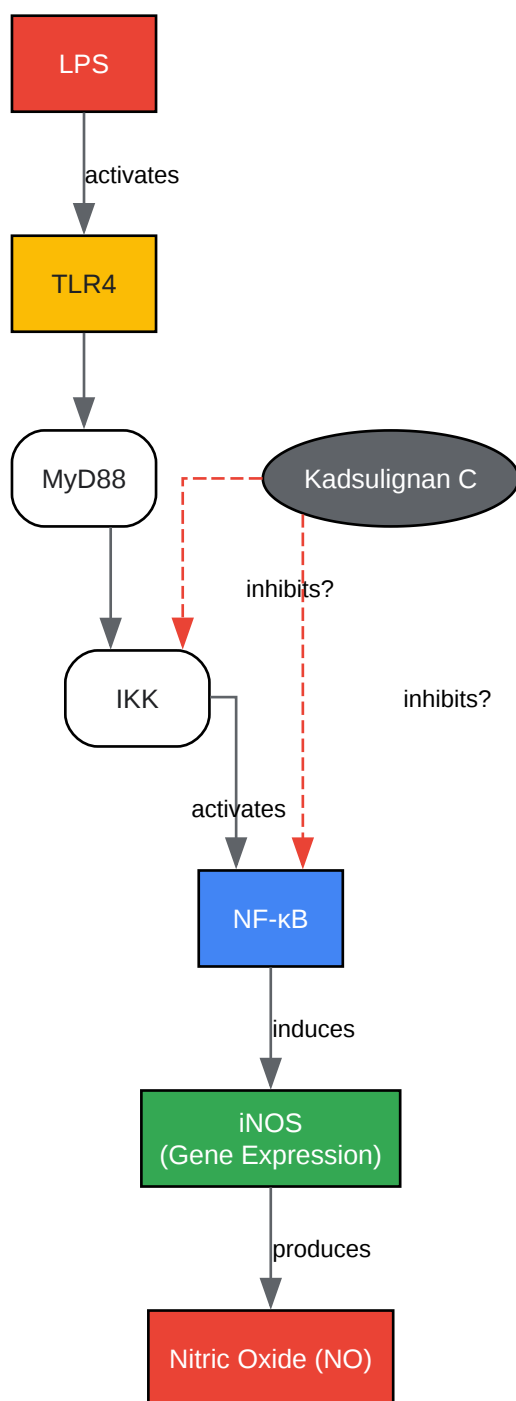 LPS
activates
TLR4
MyD88
Kadsulignan C
inhibits?
IKK
inhibits?
activates
NF-κB
induces
iNOS
(Gene Expression)
produces
Nitric Oxide (NO)